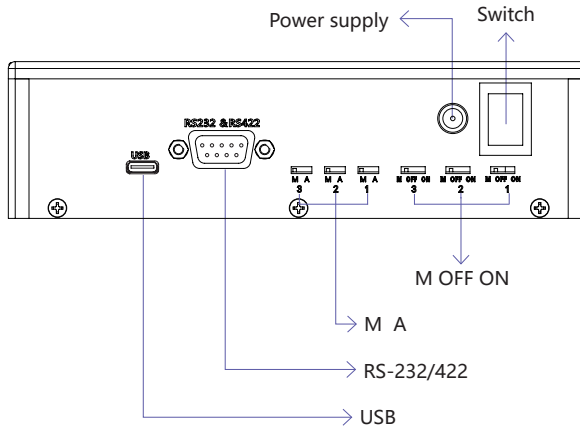 Power supply
Switch
RS232 &RS422
USB
M A
3
M A
2
M A
1
M OFF ON
3
M OFF ON
2
M OFF ON
1
M OFF ON
M A
RS-232/422
USB